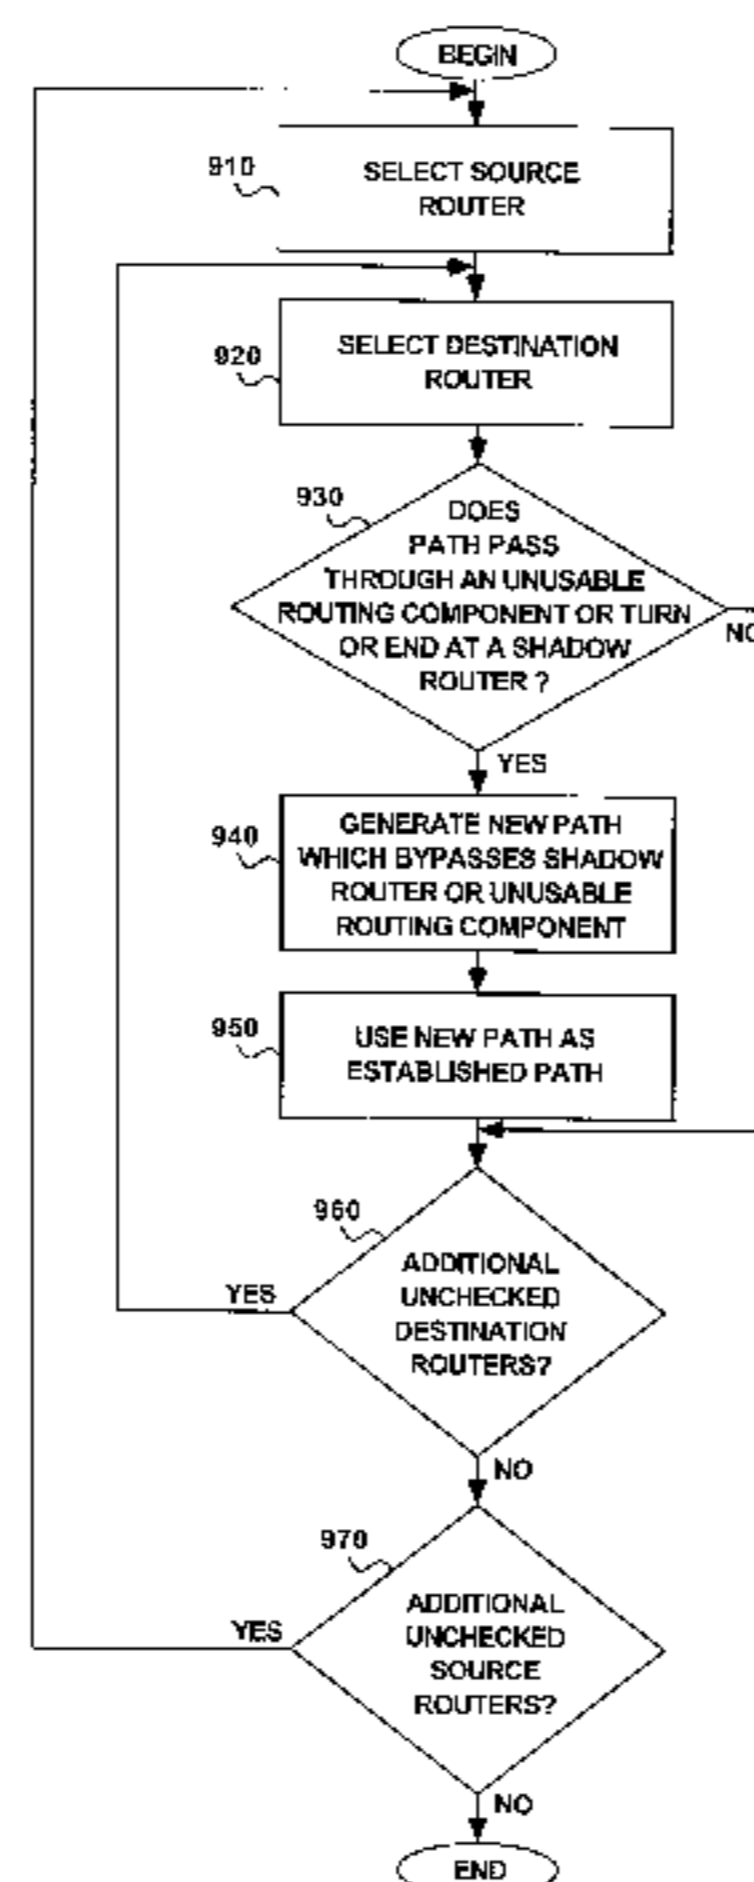 BEGIN
910
SELECT SOURCE
ROUTER
920
SELECT DESTINATION
ROUTER
930
DOES
PATH PASS
THROUGH AN UNUSABLE
ROUTING COMPONENT OR TURN
OR END AT A SHADOW
ROUTER ?
NO
YES
940
GENERATE NEW PATH
WHICH BYPASSES SHADOW
ROUTER OR UNUSABLE
ROUTING COMPONENT
950
USE NEW PATH AS
ESTABLISHED PATH
960
ADDITIONAL
UNCHECKED
DESTINATION
ROUTERS?
YES
NO
970
ADDITIONAL
UNCHECKED
SOURCE
ROUTERS?
YES
NO
END